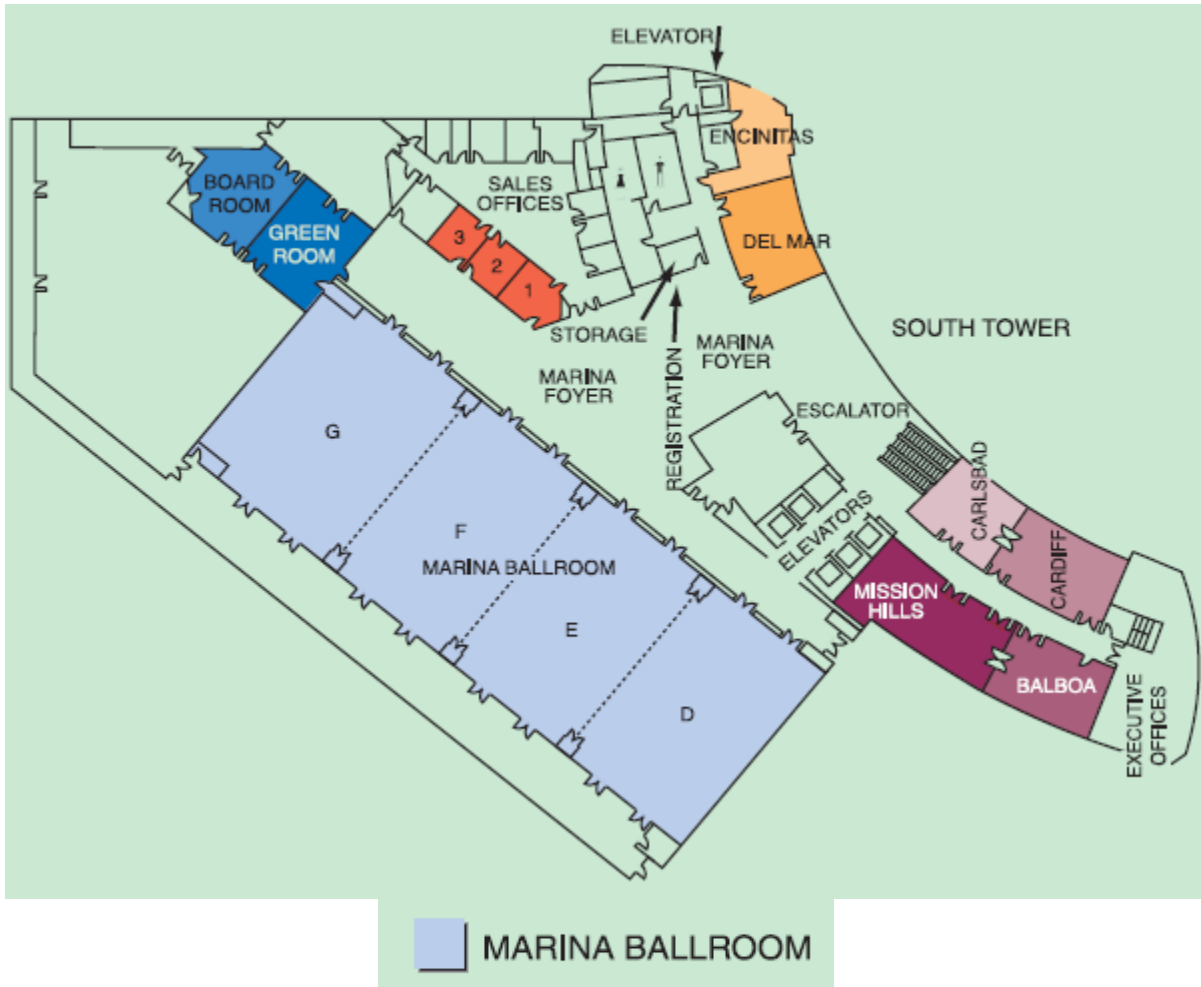 ELEVATOR
ENCINITAS
BOARD
ROOM
SALES
OFFICES
GREEN
ROOM
3
2
1
DEL MAR
STORAGE
SOUTH TOWER
MARINA
FOYER
MARINA
FOYER
REGISTRATION
ESCALATOR
G
CARLSBAD
ELEVATORS
F
MARINA BALLROOM
CARDIFF
MISSION
HILLS
E
BALBOA
D
EXECUTIVE
OFFICES
MARINA BALLROOM